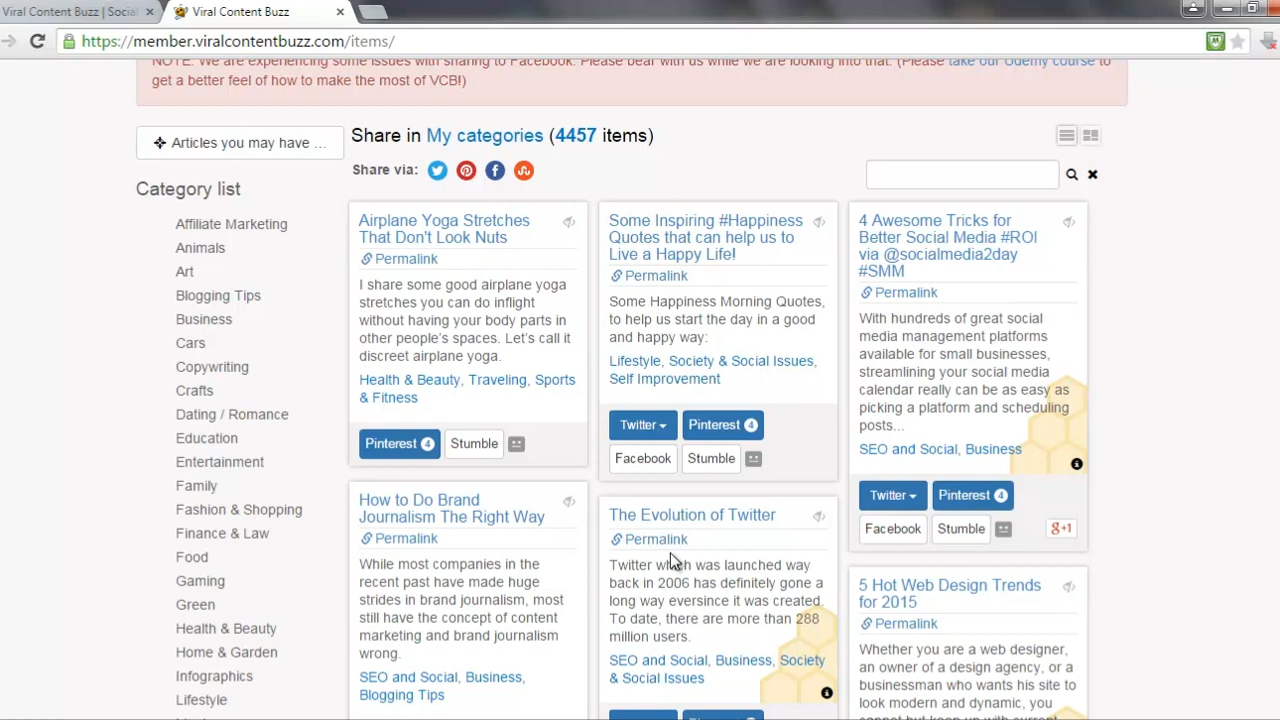 Viral Content Buzz | Social
Viral Content Buzz
https://member.viralcontentbuzz.com/items/
NOTE: We are experiencing some issues with sharing to Facebook. Please bear with us while we are looking into that. (Please take our Udemy course to
get a better feel of how to make the most of VCB!)
Articles you may have ...
Category list
Affiliate Marketing
Animals
Art
Blogging Tips
Business
Cars
Copywriting
Crafts
Dating / Romance
Education
Entertainment
Family
Fashion & Shopping
Finance & Law
Food
Gaming
Green
Health & Beauty
Home & Garden
Infographics
Lifestyle
Share in My categories (4457 items)
Share via:
Airplane Yoga Stretches
That Don't Look Nuts
Permalink
I share some good airplane yoga
stretches you can do inflight
without having your body parts in
other people's spaces. Let's call it
discreet airplane yoga.
Health & Beauty, Traveling, Sports
& Fitness
Pinterest 4 Stumble
How to Do Brand
Journalism The Right Way
Permalink
While most companies in the
recent past have made huge
strides in brand journalism, most
still have the concept of content
marketing and brand journalism
wrong.
SEO and Social, Business,
Blogging Tips
Some Inspiring #Happiness
Quotes that can help us to
Live a Happy Life!
Permalink
Some Happiness Morning Quotes,
to help us start the day in a good
and happy way:
Lifestyle, Society & Social Issues,
Self Improvement
Twitter Pinterest 4
Facebook Stumble
The Evolution of Twitter
Permalink
Twitter which was launched way
back in 2006 has definitely gone a
long way eversince it was created.
To date, there are more than 288
million users.
SEO and Social, Business, Society
& Social Issues
4 Awesome Tricks for
Better Social Media #ROI
via @socialmedia2day
#SMM
Permalink
With hundreds of great social
media management platforms
available for small businesses,
streamlining your social media
calendar really can be as easy as
picking a platform and scheduling
posts...
SEO and Social, Business
Twitter Pinterest 4
Facebook Stumble g+1
5 Hot Web Design Trends
for 2015
Permalink
Whether you are a web designer,
an owner of a design agency, or a
businessman who wants his site to
look modern and dynamic, you
cannot but keep up with current